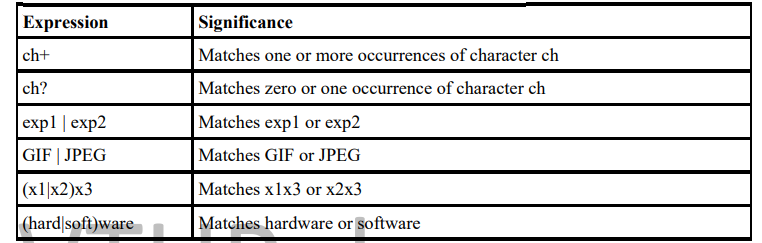 Expression Significance
ch+ Matches one or more occurrences of character ch
ch? Matches zero or one occurrence of character ch
exp1 | exp2 Matches exp1 or exp2
GIF | JPEG Matches GIF or JPEG
(x1|x2)x3 Matches x1x3 or x2x3
(hard|soft)ware Matches hardware or software